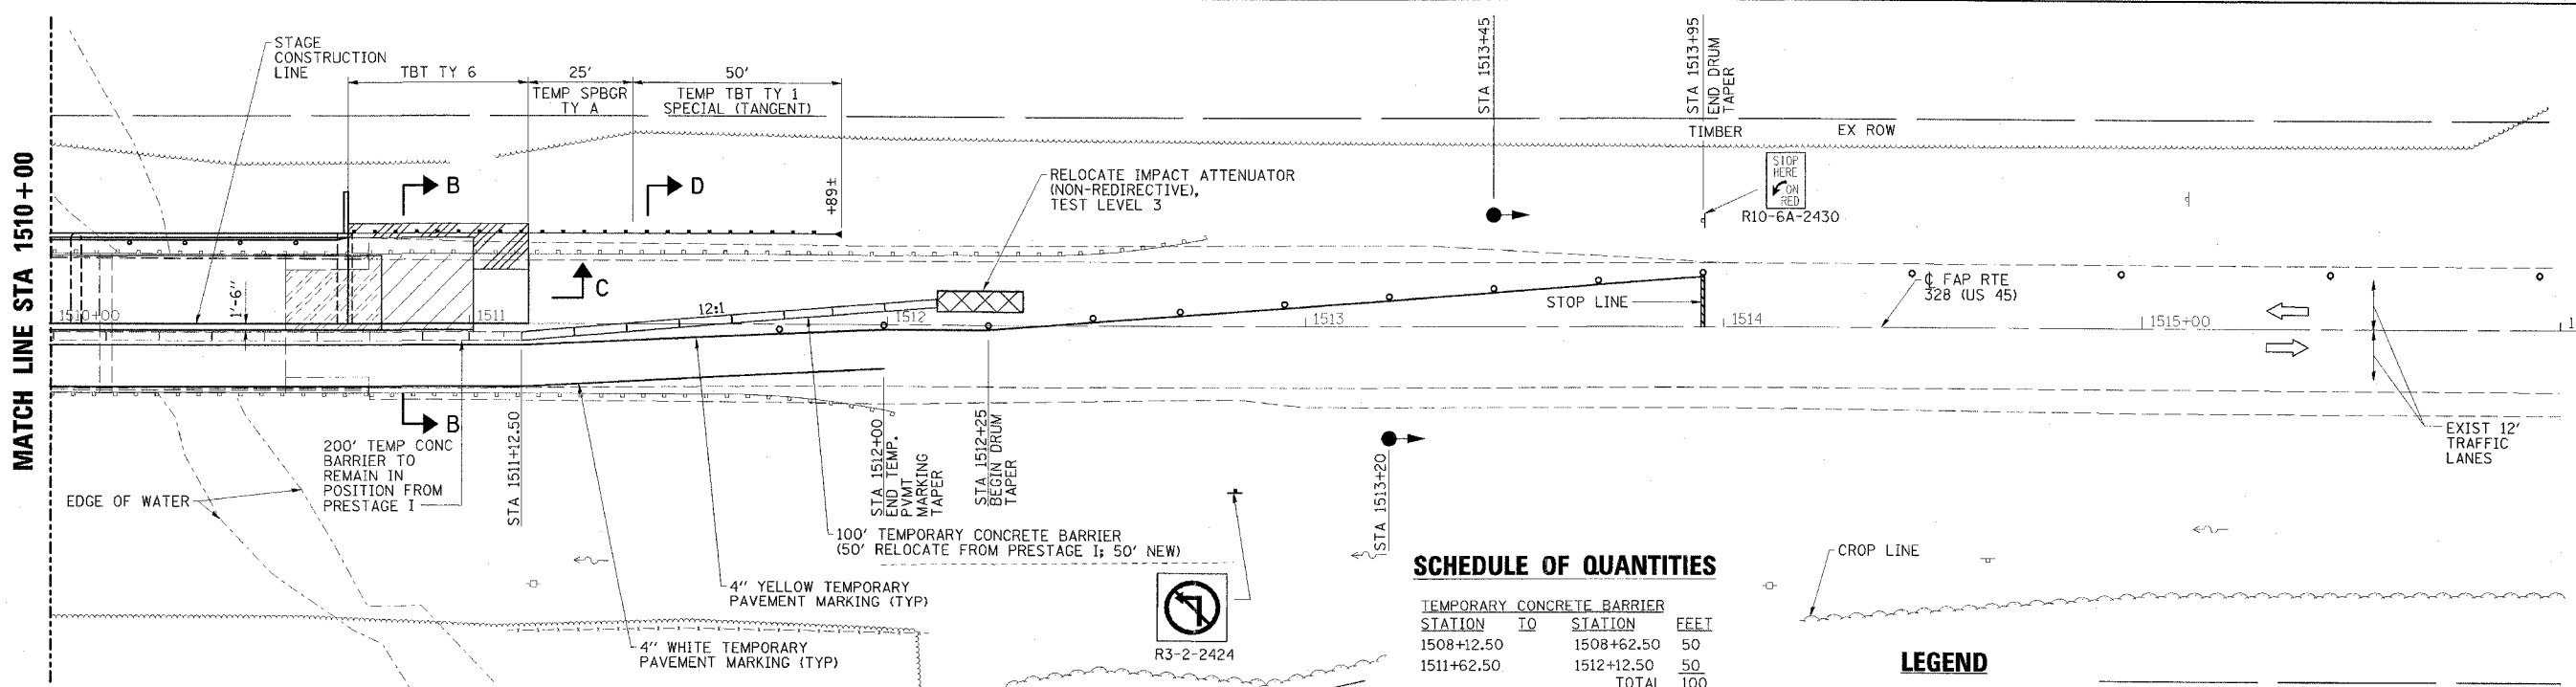 MATCH LINE STA 1510+00
STAGE
CONSTRUCTION
LINE
TBT TY 6
25'
TEMP SPBGR
TY A
50'
TEMP TBT TY 1
SPECIAL (TANGENT)
+89±
B
D
C
B
RELOCATE IMPACT ATTENUATOR
(NON-REDIRECTIVE),
TEST LEVEL 3
STA 1513+45
STA 1513+95
END DRUM
TAPER
TIMBER
EX ROW
STOP
HERE
ON
RED
R10-6A-2430
1'-6"
12:1
1510+00
1511
1512
1513
1514
1515+00
STOP LINE
℄ FAP RTE
328 (US 45)
EXIST 12'
TRAFFIC
LANES
200' TEMP CONC
BARRIER TO
REMAIN IN
POSITION FROM
PRESTAGE I
EDGE OF WATER
STA 1511+12.50
STA 1512+00
END TEMP.
PVMT
MARKING
TAPER
STA 1512+25
BEGIN DRUM
TAPER
STA 1513+20
100' TEMPORARY CONCRETE BARRIER
(50' RELOCATE FROM PRESTAGE I; 50' NEW)
4" YELLOW TEMPORARY
PAVEMENT MARKING (TYP)
4" WHITE TEMPORARY
PAVEMENT MARKING (TYP)
R3-2-2424
CROP LINE
SCHEDULE OF QUANTITIES
TEMPORARY CONCRETE BARRIER
STATION TO STATION FEET
1508+12.50 1508+62.50 50
1511+62.50 1512+12.50 50
TOTAL 100
LEGEND